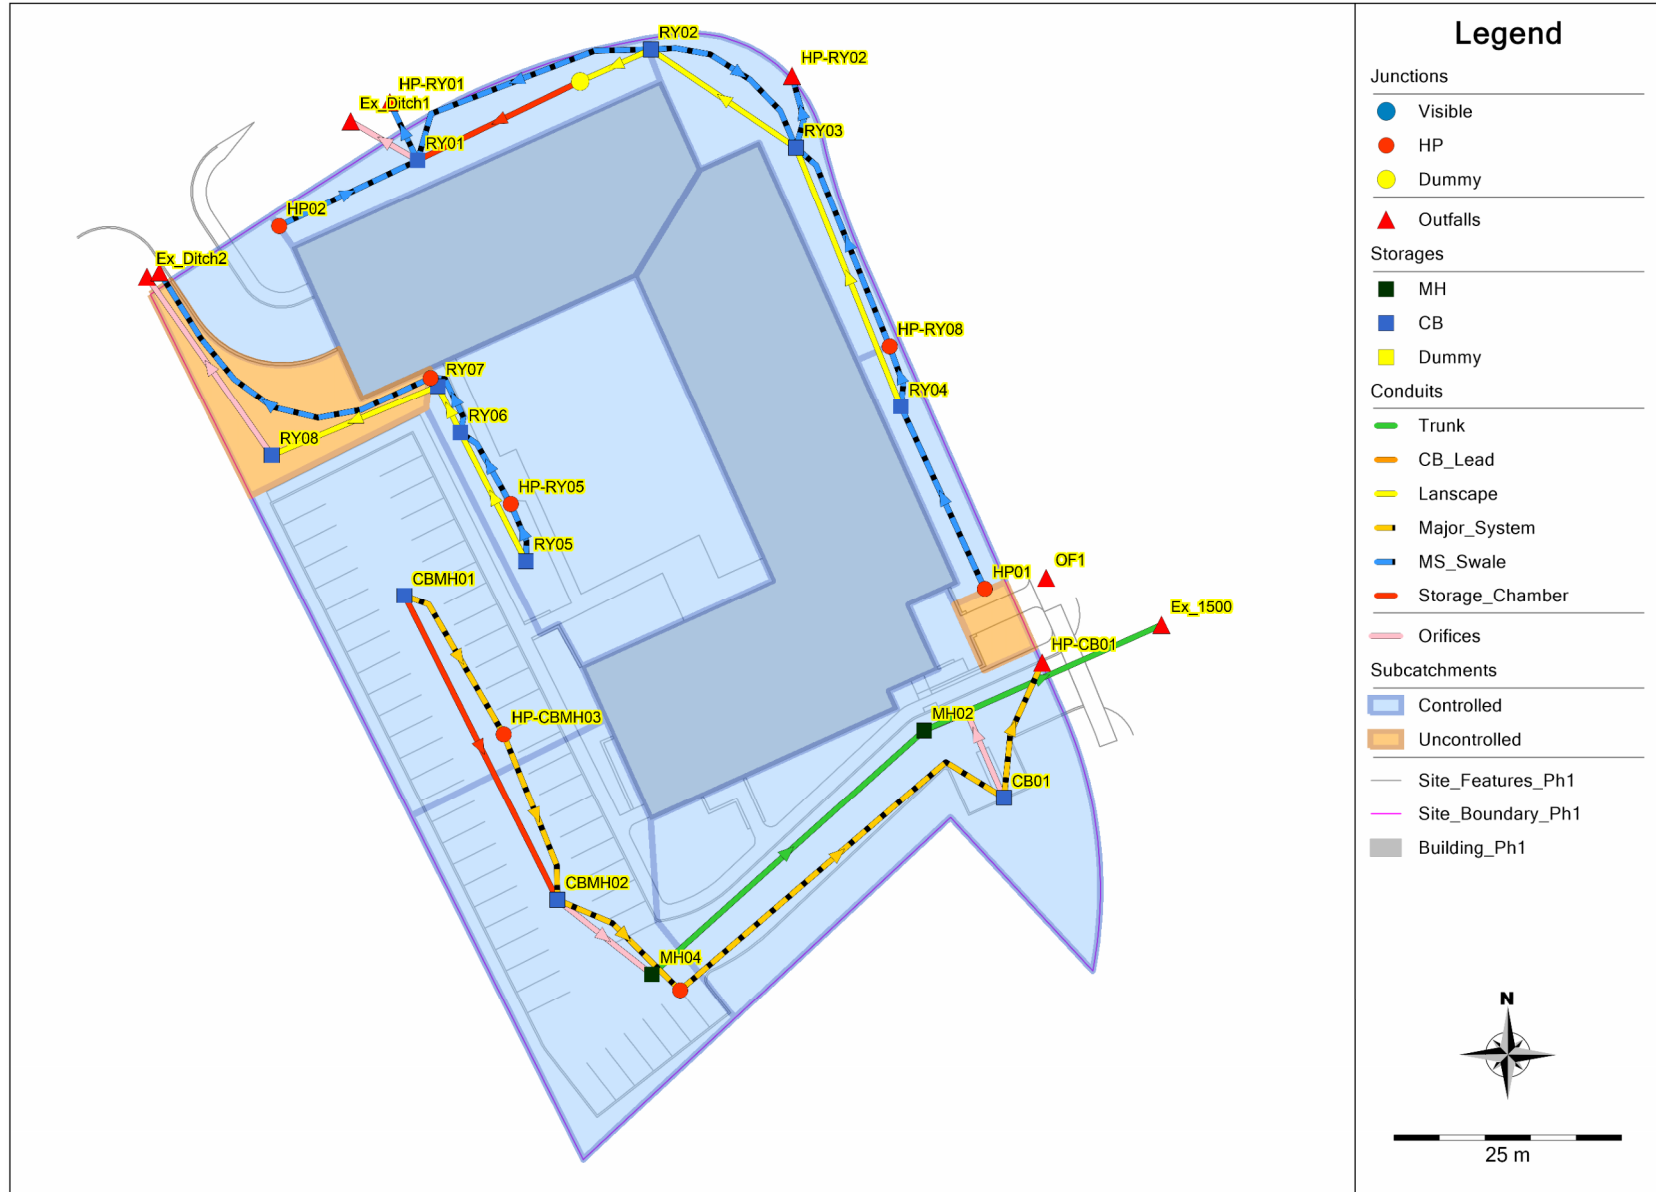 RY02
HP-RY02
HP-RY01
Ex_Ditch1
RY01
RY03
HP02
Ex_Ditch2
HP-RY08
RY07
RY04
RY06
RY08
HP-RY05
RY05
CBMH01
HP01
OF1
Ex_1500
HP-CB01
HP-CBMH03
MH02
CB01
CBMH02
MH04
Legend
Junctions
Visible
HP
Dummy
Outfalls
Storages
MH
CB
Dummy
Conduits
Trunk
CB_Lead
Lanscape
Major_System
MS_Swale
Storage_Chamber
Orifices
Subcatchments
Controlled
Uncontrolled
Site_Features_Ph1
Site_Boundary_Ph1
Building_Ph1
N
25 m